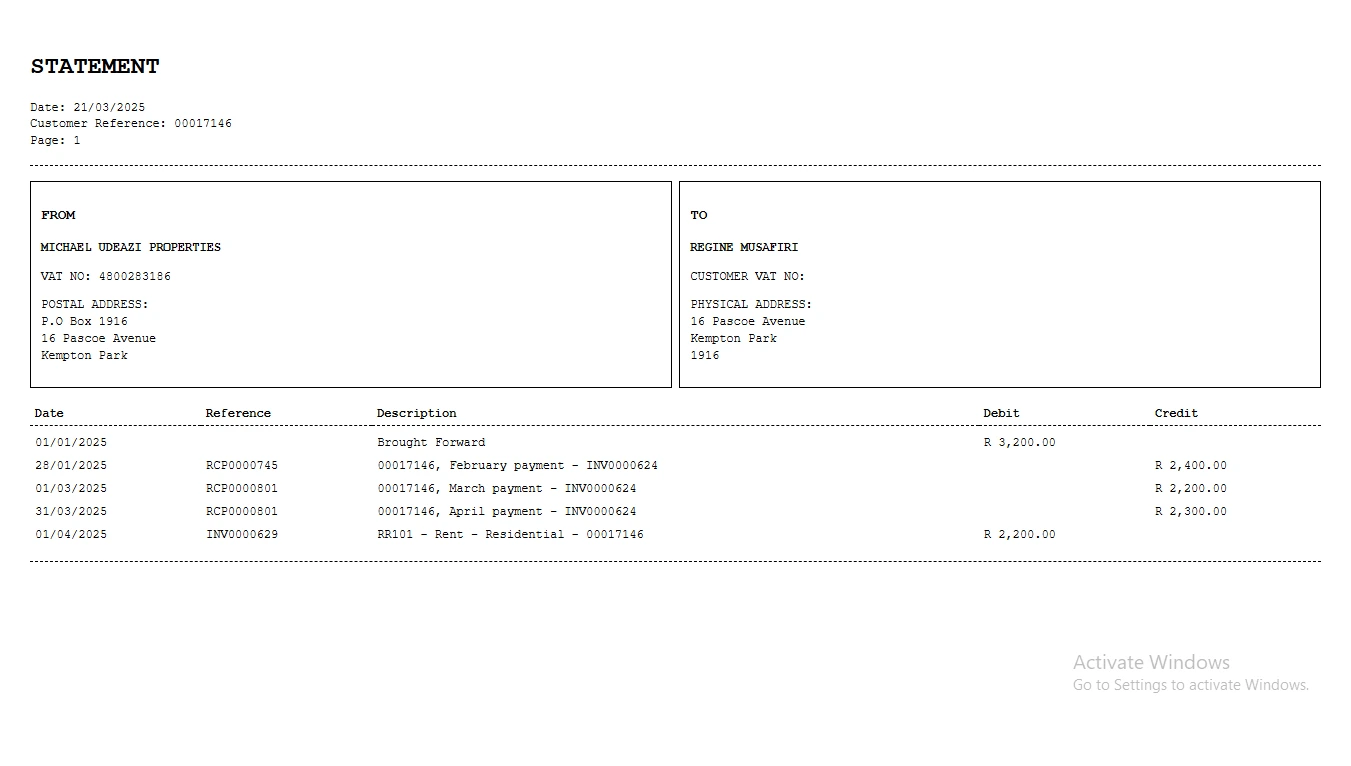 STATEMENT
Date: 21/03/2025
Customer Reference: 00017146
Page: 1
FROM
MICHAEL UDEAZI PROPERTIES
VAT NO: 4800283186
POSTAL ADDRESS:
P.O Box 1916
16 Pascoe Avenue
Kempton Park
TO
REGINE MUSAFIRI
CUSTOMER VAT NO:
PHYSICAL ADDRESS:
16 Pascoe Avenue
Kempton Park
1916
Date Reference Description Debit Credit
01/01/2025 Brought Forward R 3,200.00
28/01/2025 RCP0000745 00017146, February payment - INV0000624 R 2,400.00
01/03/2025 RCP0000801 00017146, March payment - INV0000624 R 2,200.00
31/03/2025 RCP0000801 00017146, April payment - INV0000624 R 2,300.00
01/04/2025 INV0000629 RR101 - Rent - Residential - 00017146 R 2,200.00
Activate Windows
Go to Settings to activate Windows.